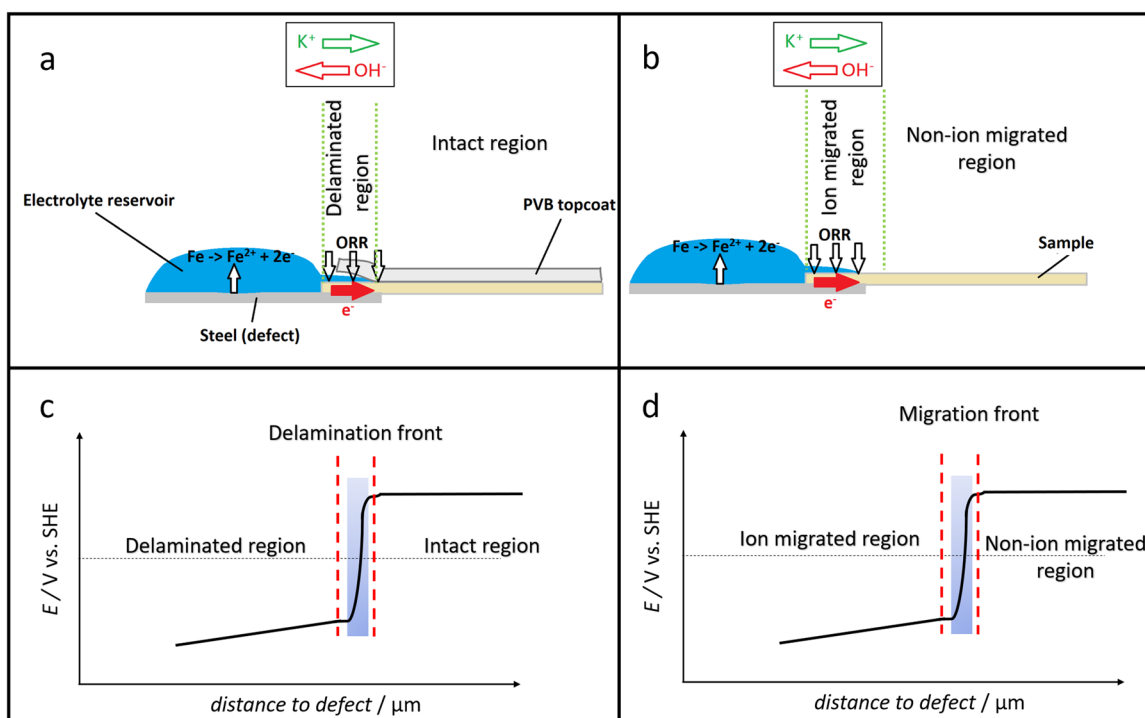 a
K+
OH-
Delaminated
region
Intact region
Electrolyte reservoir
PVB topcoat
ORR
Fe -> Fe2+ + 2e-
e-
Steel (defect)
b
K+
OH-
Ion migrated
region
Non-ion migrated
region
ORR
Sample
Fe -> Fe2+ + 2e-
e-
c
Delamination front
E / V vs. SHE
Delaminated region
Intact region
distance to defect / μm
d
Migration front
E / V vs. SHE
Ion migrated region
Non-ion migrated
region
distance to defect / μm